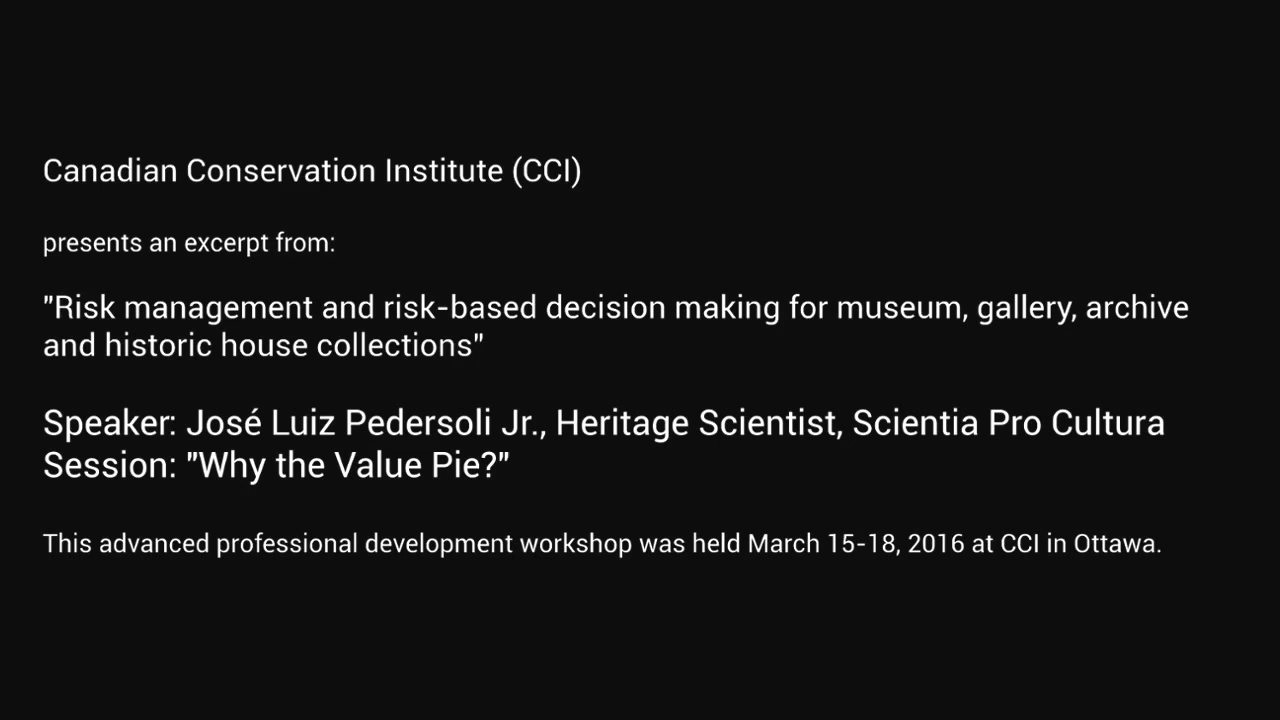 Canadian Conservation Institute (CCI)
presents an excerpt from:
"Risk management and risk-based decision making for museum, gallery, archive
and historic house collections"
Speaker: José Luiz Pedersoli Jr., Heritage Scientist, Scientia Pro Cultura
Session: "Why the Value Pie?"
This advanced professional development workshop was held March 15-18, 2016 at CCI in Ottawa.